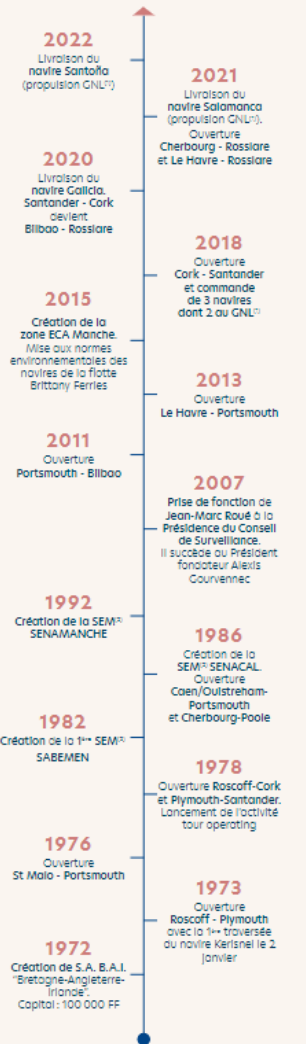 2022
Livraison du
navire Santoña
(propulsion GNL⁽¹⁾)
2021
Livraison du
navire Salamanca
(propulsion GNL⁽¹⁾).
Ouverture
Cherbourg - Rosslare
et Le Havre - Rosslare
2020
Livraison du
navire Galicia.
Santander - Cork
devient
Bilbao - Rosslare
2018
Ouverture
Cork - Santander
et commande
de 3 navires
dont 2 au GNL⁽¹⁾
2015
Création de la
zone ECA Manche.
Mise aux normes
environnementales des
navires de la flotte
Brittany Ferries
2013
Ouverture
Le Havre - Portsmouth
2011
Ouverture
Portsmouth - Bilbao
2007
Prise de fonction de
Jean-Marc Roué à la
Présidence du Conseil
de Surveillance.
Il succède au Président
fondateur Alexis
Gourvennec
1992
Création de la SEM⁽²⁾
SENAMANCHE
1986
Création de la
SEM⁽²⁾ SENACAL.
Ouverture
Caen/Ouistreham-
Portsmouth
et Cherbourg-Poole
1982
Création de la 1ère SEM⁽²⁾
SABEMEN
1978
Ouverture Roscoff-Cork
et Plymouth-Santander.
Lancement de l'activité
tour operating
1976
Ouverture
St Malo - Portsmouth
1973
Ouverture
Roscoff - Plymouth
avec la 1ère traversée
du navire Kerisnel le 2
janvier
1972
Création de S.A. B.A.I.
"Bretagne-Angleterre-
Irlande".
Capital : 100 000 FF